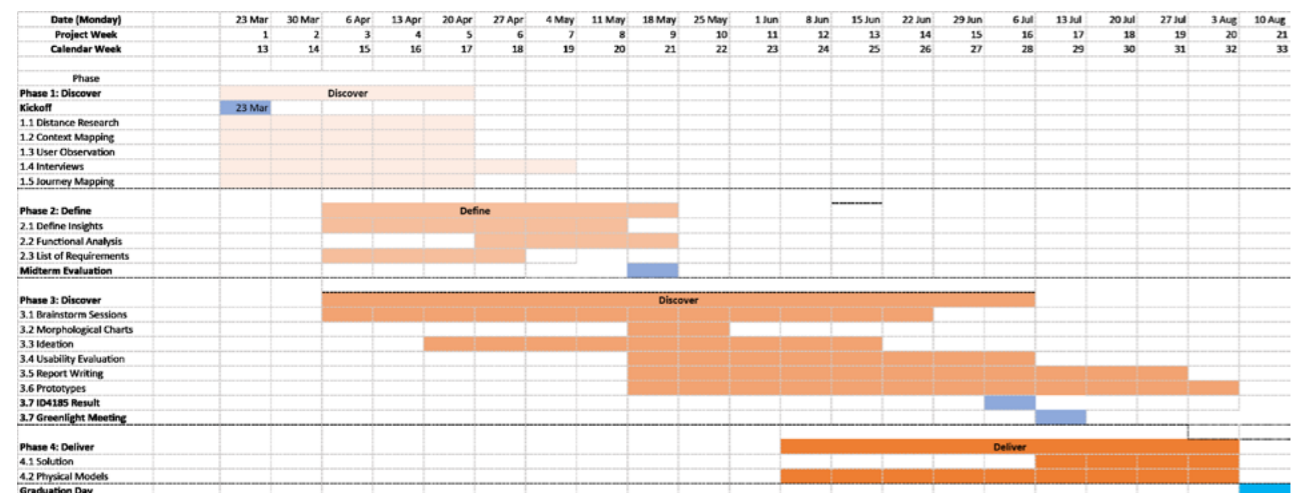 Date (Monday) 23 Mar 30 Mar 6 Apr 13 Apr 20 Apr 27 Apr 4 May 11 May 18 May 25 May 1 Jun 8 Jun 15 Jun 22 Jun 29 Jun 6 Jul 13 Jul 20 Jul 27 Jul 3 Aug 10 Aug
Project Week 1 2 3 4 5 6 7 8 9 10 11 12 13 14 15 16 17 18 19 20 21
Calendar Week 13 14 15 16 17 18 19 20 21 22 23 24 25 26 27 28 29 30 31 32 33
Phase
Phase 1: Discover Discover
Kickoff 23 Mar
1.1 Distance Research
1.2 Context Mapping
1.3 User Observation
1.4 Interviews
1.5 Journey Mapping
Phase 2: Define Define
2.1 Define Insights
2.2 Functional Analysis
2.3 List of Requirements
Midterm Evaluation
Phase 3: Discover Discover
3.1 Brainstorm Sessions
3.2 Morphological Charts
3.3 Ideation
3.4 Usability Evaluation
3.5 Report Writing
3.6 Prototypes
3.7 ID4185 Result
3.7 Greenlight Meeting
Phase 4: Deliver Deliver
4.1 Solution
4.2 Physical Models
Graduation Day